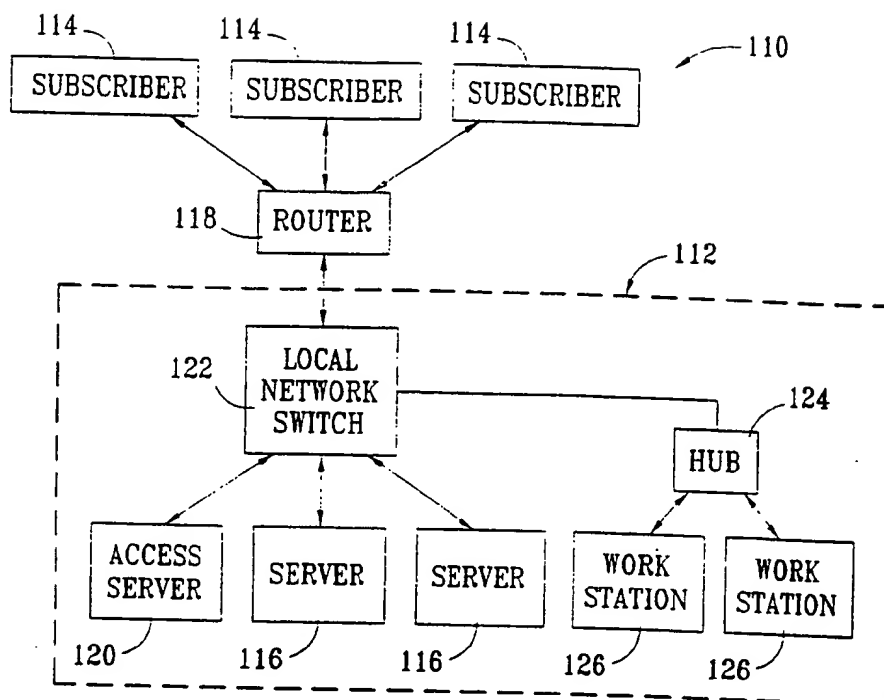 114
114
114
110
SUBSCRIBER
SUBSCRIBER
SUBSCRIBER
118
ROUTER
112
122
LOCAL
NETWORK
SWITCH
124
HUB
ACCESS
SERVER
SERVER
SERVER
WORK
STATION
WORK
STATION
120
116
116
126
126